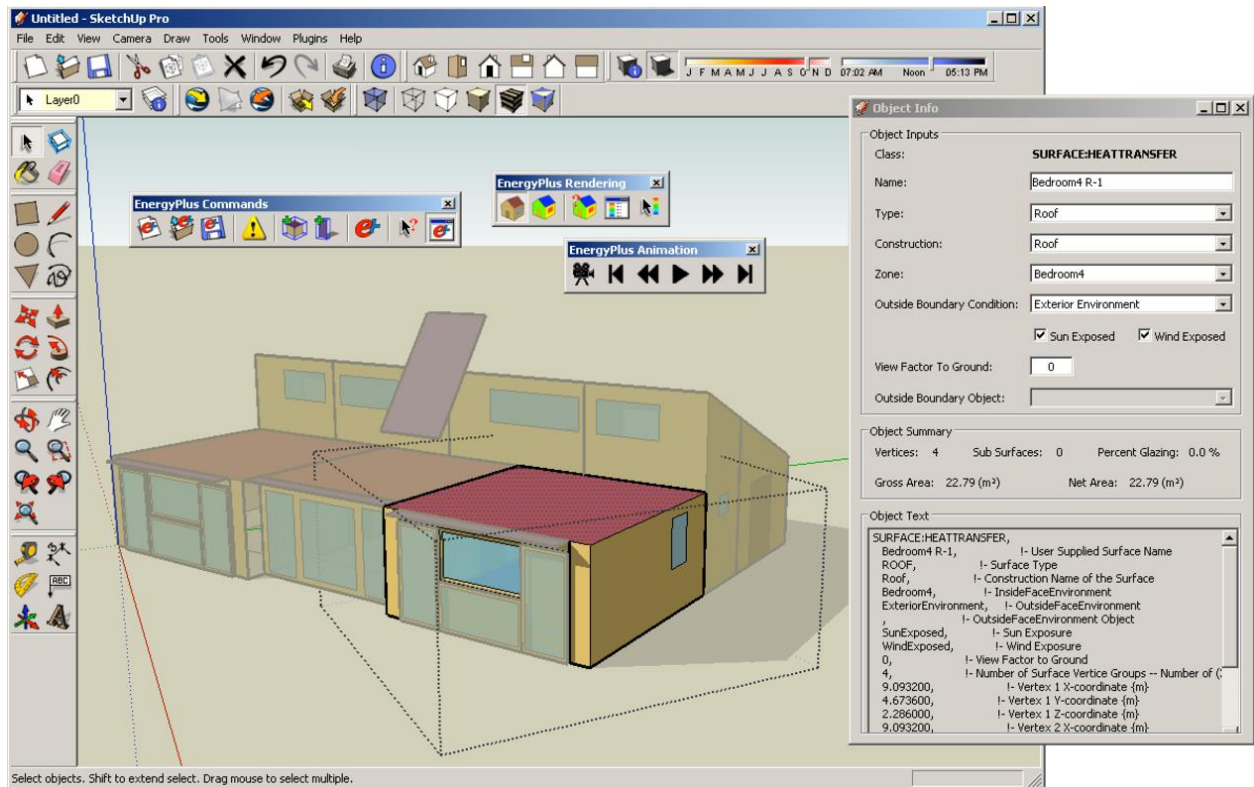 Untitled - SketchUp Pro
File Edit View Camera Draw Tools Window Plugins Help
J F M A M J J A S O N D 07:02 AM Noon 05:13 PM
Layer0
EnergyPlus Commands
EnergyPlus Rendering
EnergyPlus Animation
ABC
Select objects. Shift to extend select. Drag mouse to select multiple.
Object Info
Object Inputs
Class: SURFACE:HEATTRANSFER
Name: Bedroom4 R-1
Type: Roof
Construction: Roof
Zone: Bedroom4
Outside Boundary Condition: Exterior Environment
Sun Exposed Wind Exposed
View Factor To Ground: 0
Outside Boundary Object:
Object Summary
Vertices: 4 Sub Surfaces: 0 Percent Glazing: 0.0 %
Gross Area: 22.79 (m²) Net Area: 22.79 (m²)
Object Text
SURFACE:HEATTRANSFER,
Bedroom4 R-1, !- User Supplied Surface Name
ROOF, !- Surface Type
Roof, !- Construction Name of the Surface
Bedroom4, !- InsideFaceEnvironment
ExteriorEnvironment, !- OutsideFaceEnvironment
, !- OutsideFaceEnvironment Object
SunExposed, !- Sun Exposure
WindExposed, !- Wind Exposure
0, !- View Factor to Ground
4, !- Number of Surface Vertice Groups -- Number of (
9.093200, !- Vertex 1 X-coordinate {m}
4.673600, !- Vertex 1 Y-coordinate {m}
2.286000, !- Vertex 1 Z-coordinate {m}
9.093200, !- Vertex 2 X-coordinate {m}